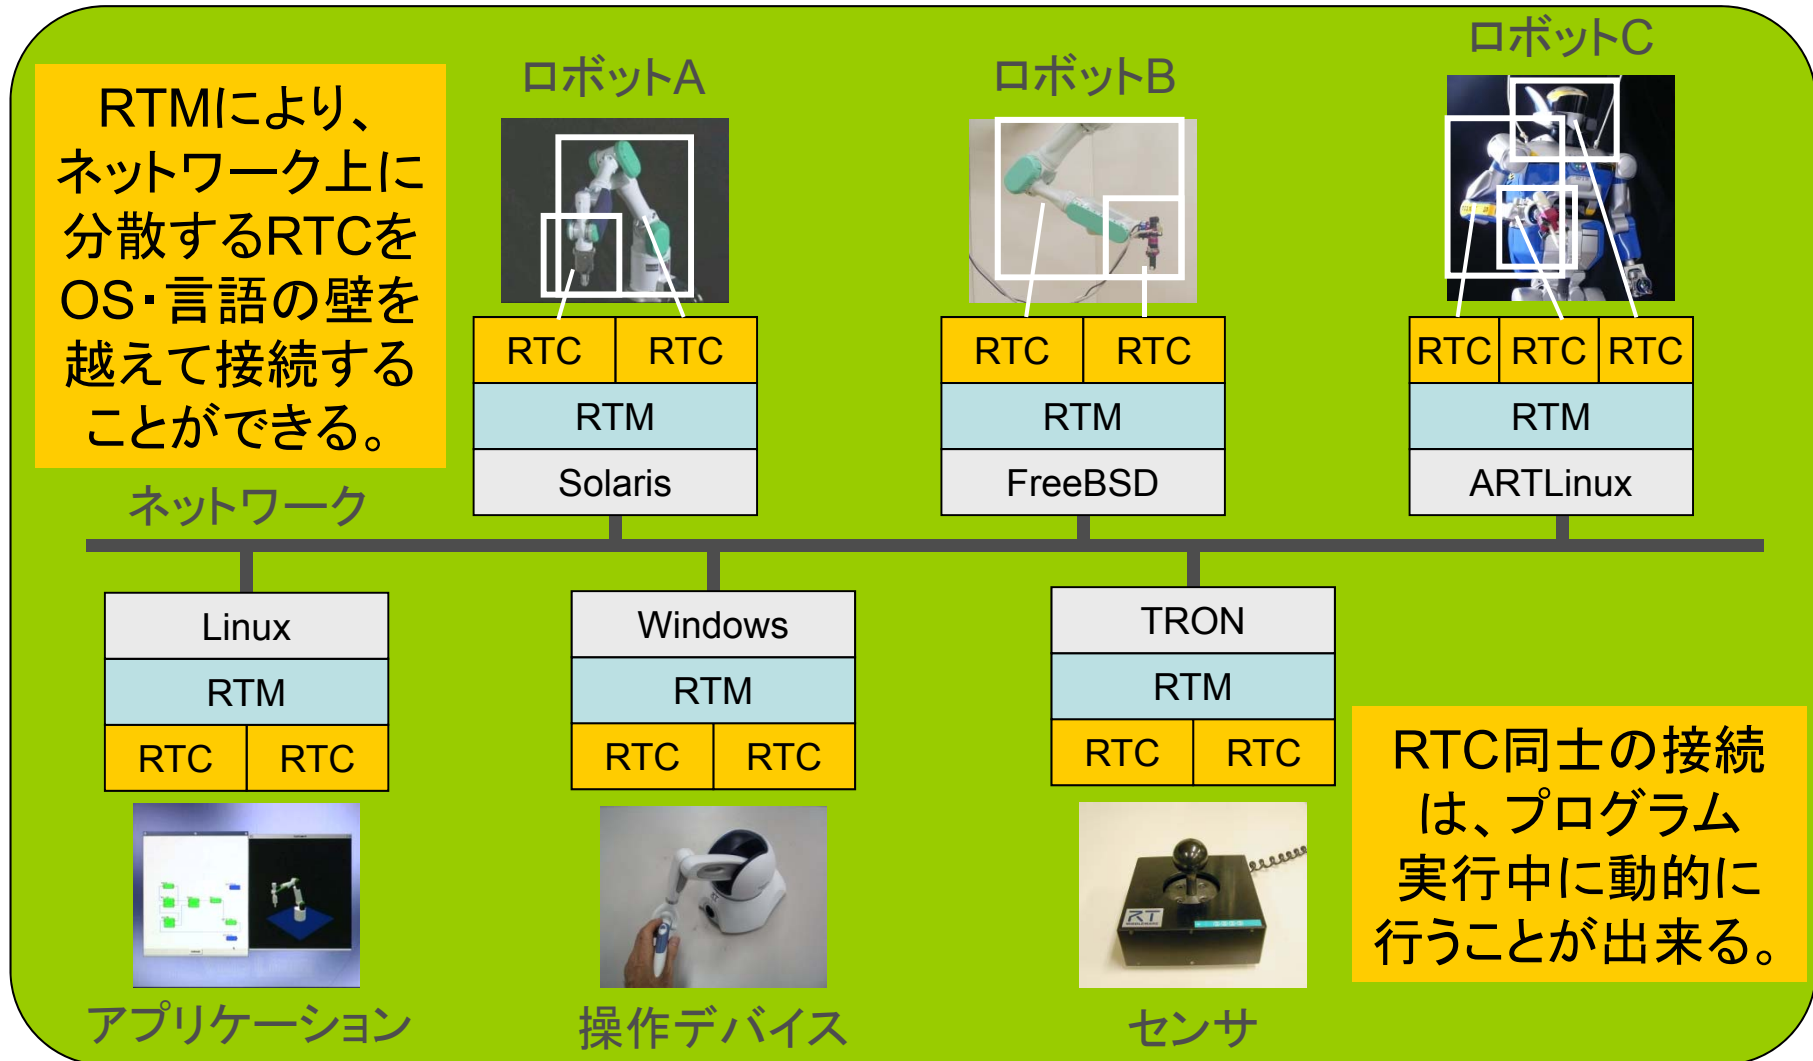 ロボットA
ロボットB
ロボットC
RTMにより、
ネットワーク上に
分散するRTCを
OS・言語の壁を
越えて接続する
ことができる。
RTC RTC
RTM
Solaris
RTC RTC
RTM
FreeBSD
RTC RTC RTC
RTM
ARTLinux
ネットワーク
Linux
RTM
RTC RTC
Windows
RTM
RTC RTC
TRON
RTM
RTC RTC
RTC同士の接続
は、プログラム
実行中に動的に
行うことが出来る。
RT
アプリケーション
操作デバイス
センサ